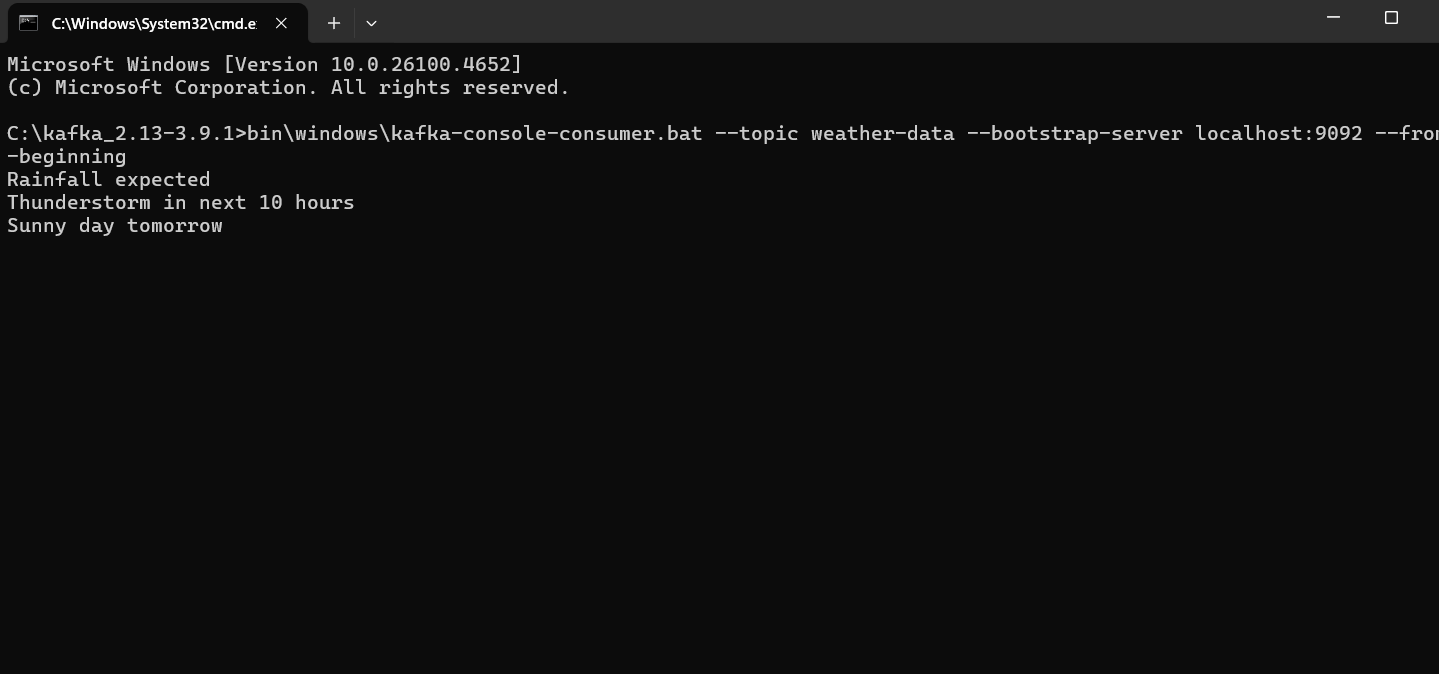 C:\Windows\System32\cmd.e
Microsoft Windows [Version 10.0.26100.4652]
(c) Microsoft Corporation. All rights reserved.
C:\kafka_2.13-3.9.1>bin\windows\kafka-console-consumer.bat --topic weather-data --bootstrap-server localhost:9092 --from
-beginning
Rainfall expected
Thunderstorm in next 10 hours
Sunny day tomorrow